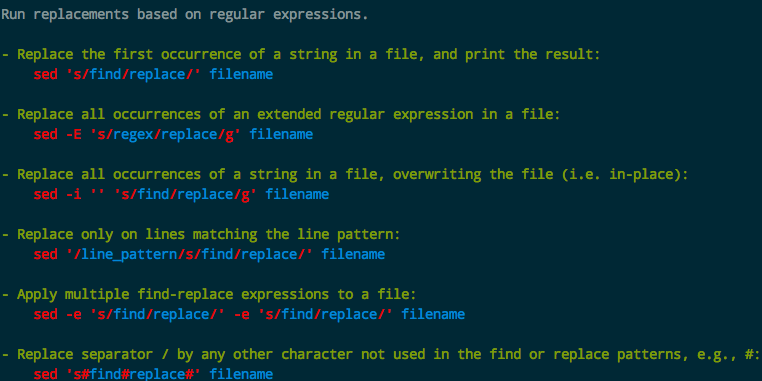 Run replacements based on regular expressions.
- Replace the first occurrence of a string in a file, and print the result:
sed 's/find/replace/' filename
- Replace all occurrences of an extended regular expression in a file:
sed -E 's/regex/replace/g' filename
- Replace all occurrences of a string in a file, overwriting the file (i.e. in-place):
sed -i '' 's/find/replace/g' filename
- Replace only on lines matching the line pattern:
sed '/line_pattern/s/find/replace/' filename
- Apply multiple find-replace expressions to a file:
sed -e 's/find/replace/' -e 's/find/replace/' filename
- Replace separator / by any other character not used in the find or replace patterns, e.g., #:
sed 's#find#replace#' filename